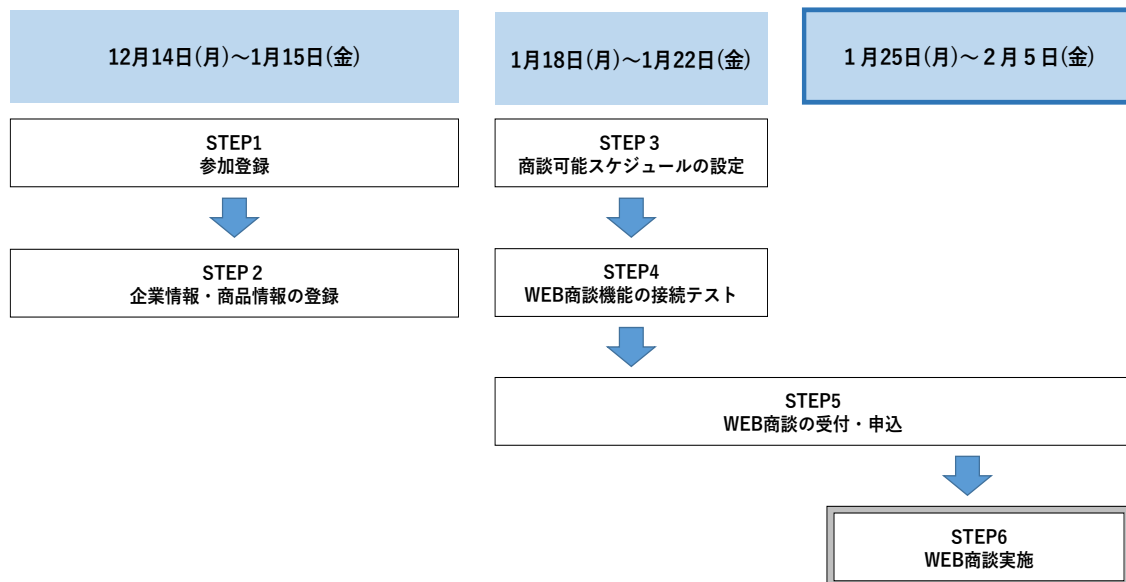 12月14日(月)～1月15日(金)
1月18日(月)～1月22日(金)
１月25日(月)～２月５日(金)
STEP1
参加登録
STEP２
企業情報・商品情報の登録
STEP３
商談可能スケジュールの設定
STEP4
WEB商談機能の接続テスト
STEP5
WEB商談の受付・申込
STEP6
WEB商談実施